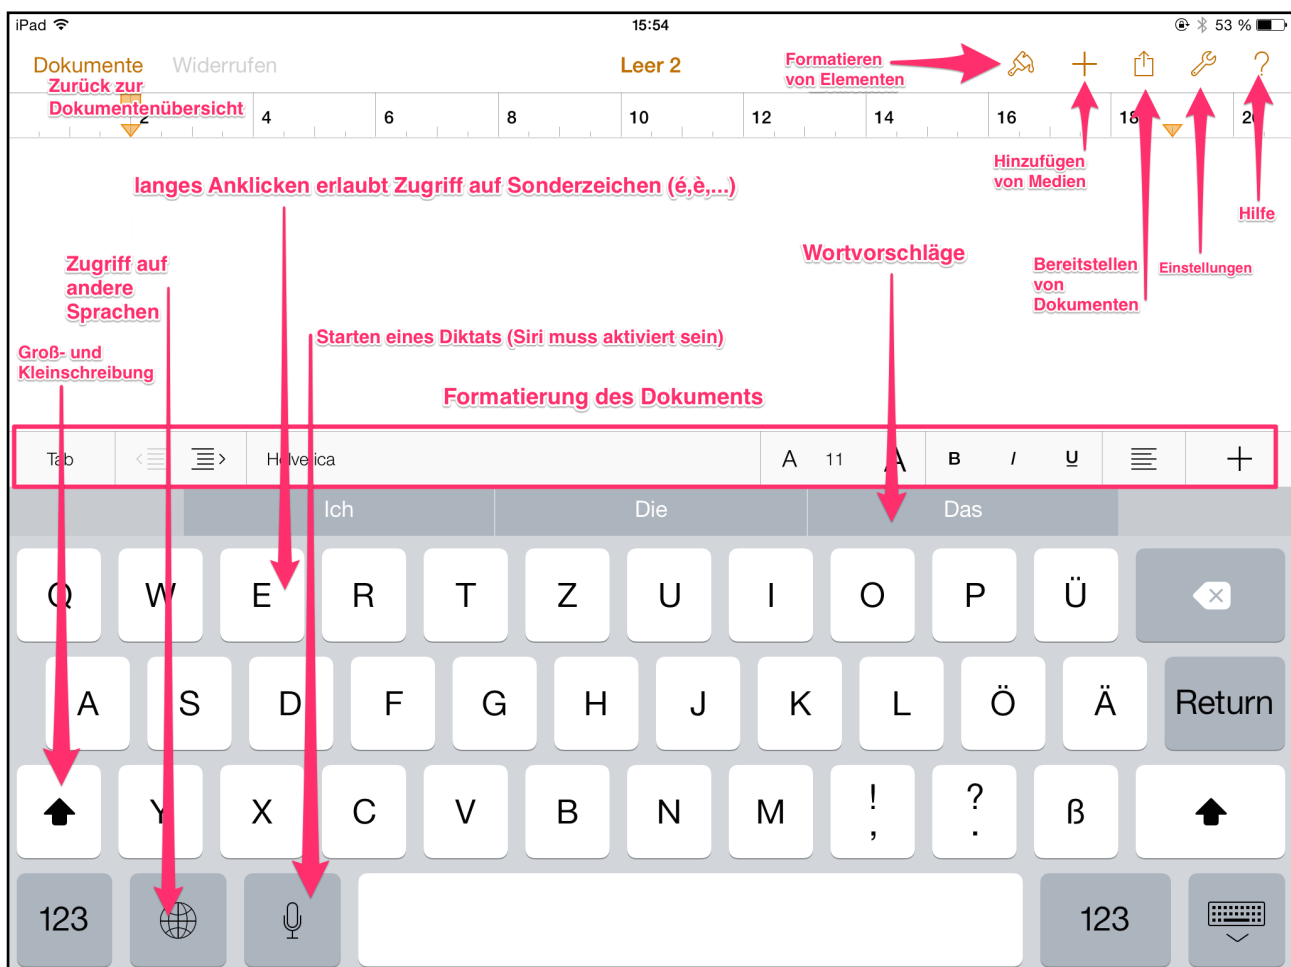 iPad 15:54 53 %
Dokumente Widerrufen Leer 2
Formatieren
von Elementen
Zurück zur
Dokumentenübersicht
2 4 6 8 10 12 14 16 18 20
Hinzufügen
von Medien
langes Anklicken erlaubt Zugriff auf Sonderzeichen (é,è,...)
Hilfe
Wortvorschläge
Zugriff auf
andere
Sprachen
Bereitstellen
von
Dokumenten
Einstellungen
Starten eines Diktats (Siri muss aktiviert sein)
Groß- und
Kleinschreibung
Formatierung des Dokuments
Tab Helvetica A 11 A B I U
Ich Die Das
Q W E R T Z U I O P Ü
A S D F G H J K L Ö Ä Return
Y X C V B N M ! , ? . ß
123 123